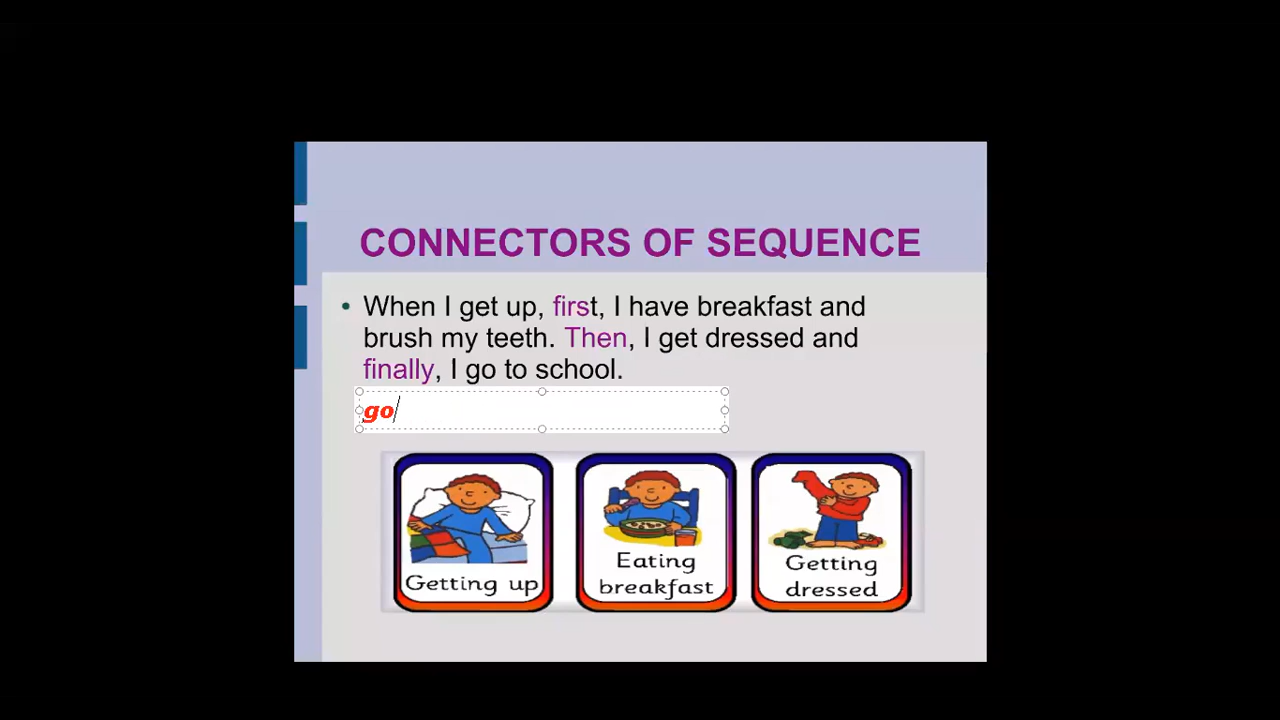 CONNECTORS OF SEQUENCE
• When I get up, first, I have breakfast and
brush my teeth. Then, I get dressed and
finally, I go to school.
go
Getting up
Eating
breakfast
Getting
dressed